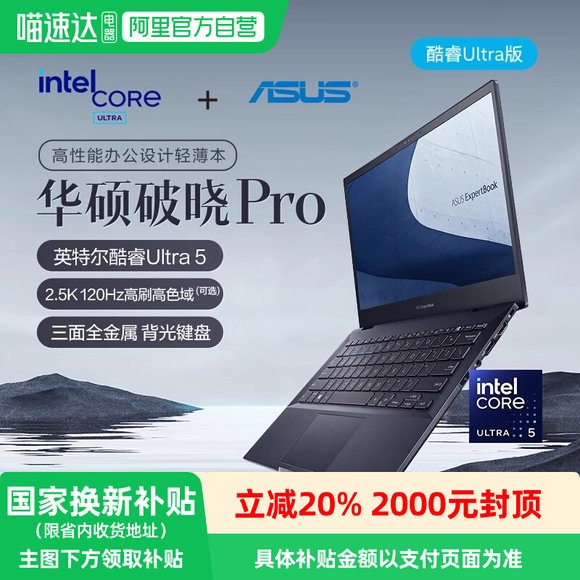 喵速达 电器 阿里官方自营
酷睿Ultra版
intel CORE ULTRA + ASUS
高性能办公设计轻薄本
华硕破晓Pro
英特尔酷睿Ultra 5
2.5K 120Hz高刷高色域(可选)
三面全金属 背光键盘
ASUS ExpertBook
intel CORE ULTRA 5
国家换新补贴
(限省内收货地址)
主图下方领取补贴
立减20% 2000元封顶
具体补贴金额以支付页面为准